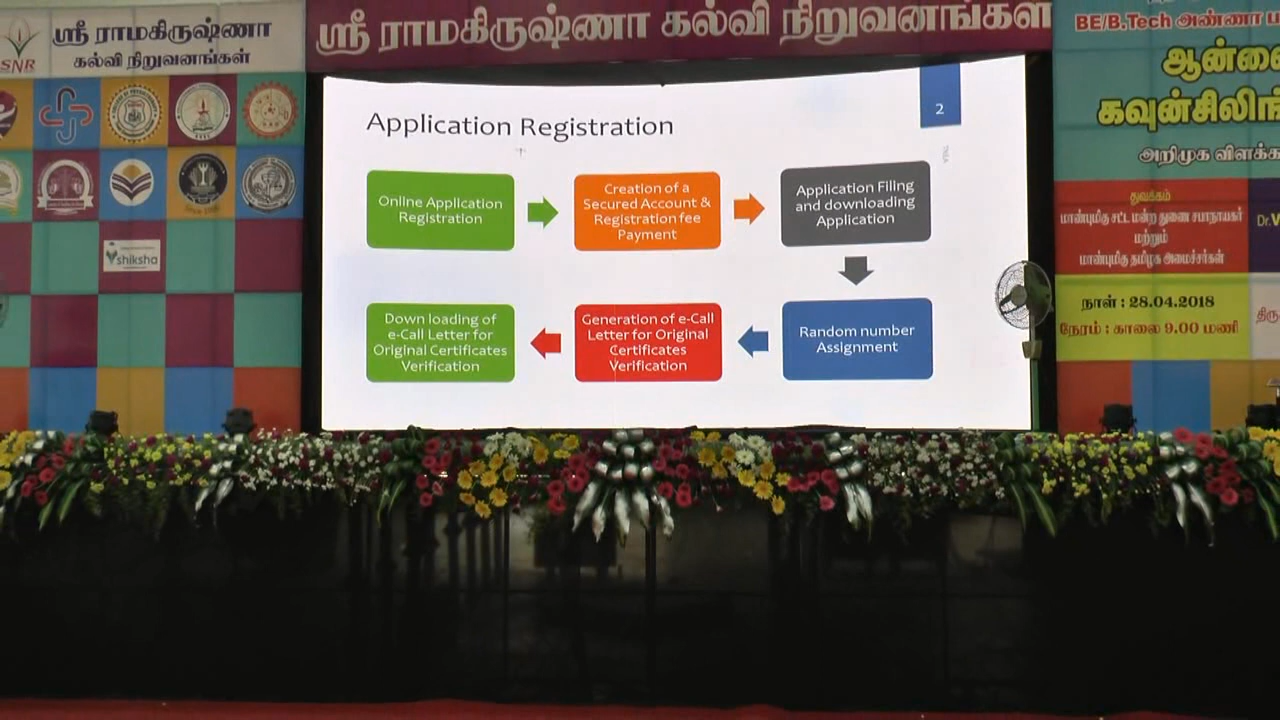 ஸ்ரீ ராமகிருஷ்ணா
கல்வி நிறுவனங்கள்
SNR
ஸ்ரீ ராமகிருஷ்ணா கல்வி நிறுவனங்கள்
shiksha
2
Application Registration
Online Application
Registration
Creation of a
Secured Account &
Registration fee
Payment
Application Filing
and downloading
Application
Down loading of
e-Call Letter for
Original Certificates
Verification
Generation of e-Call
Letter for Original
Certificates
Verification
Random number
Assignment
BE/B.Tech அண்ணா
கவுன்சிலிங்
அறிமுக
துவக்கம்
மாண்புமிகு சட்டமன்ற துணை சபாநாயகர்
மற்றும்
மாண்புமிகு தமிழக அமைச்சர்கள்
Dr.
நாள் : 28.04.2018
நேரம் : காலை 9.00 மணி